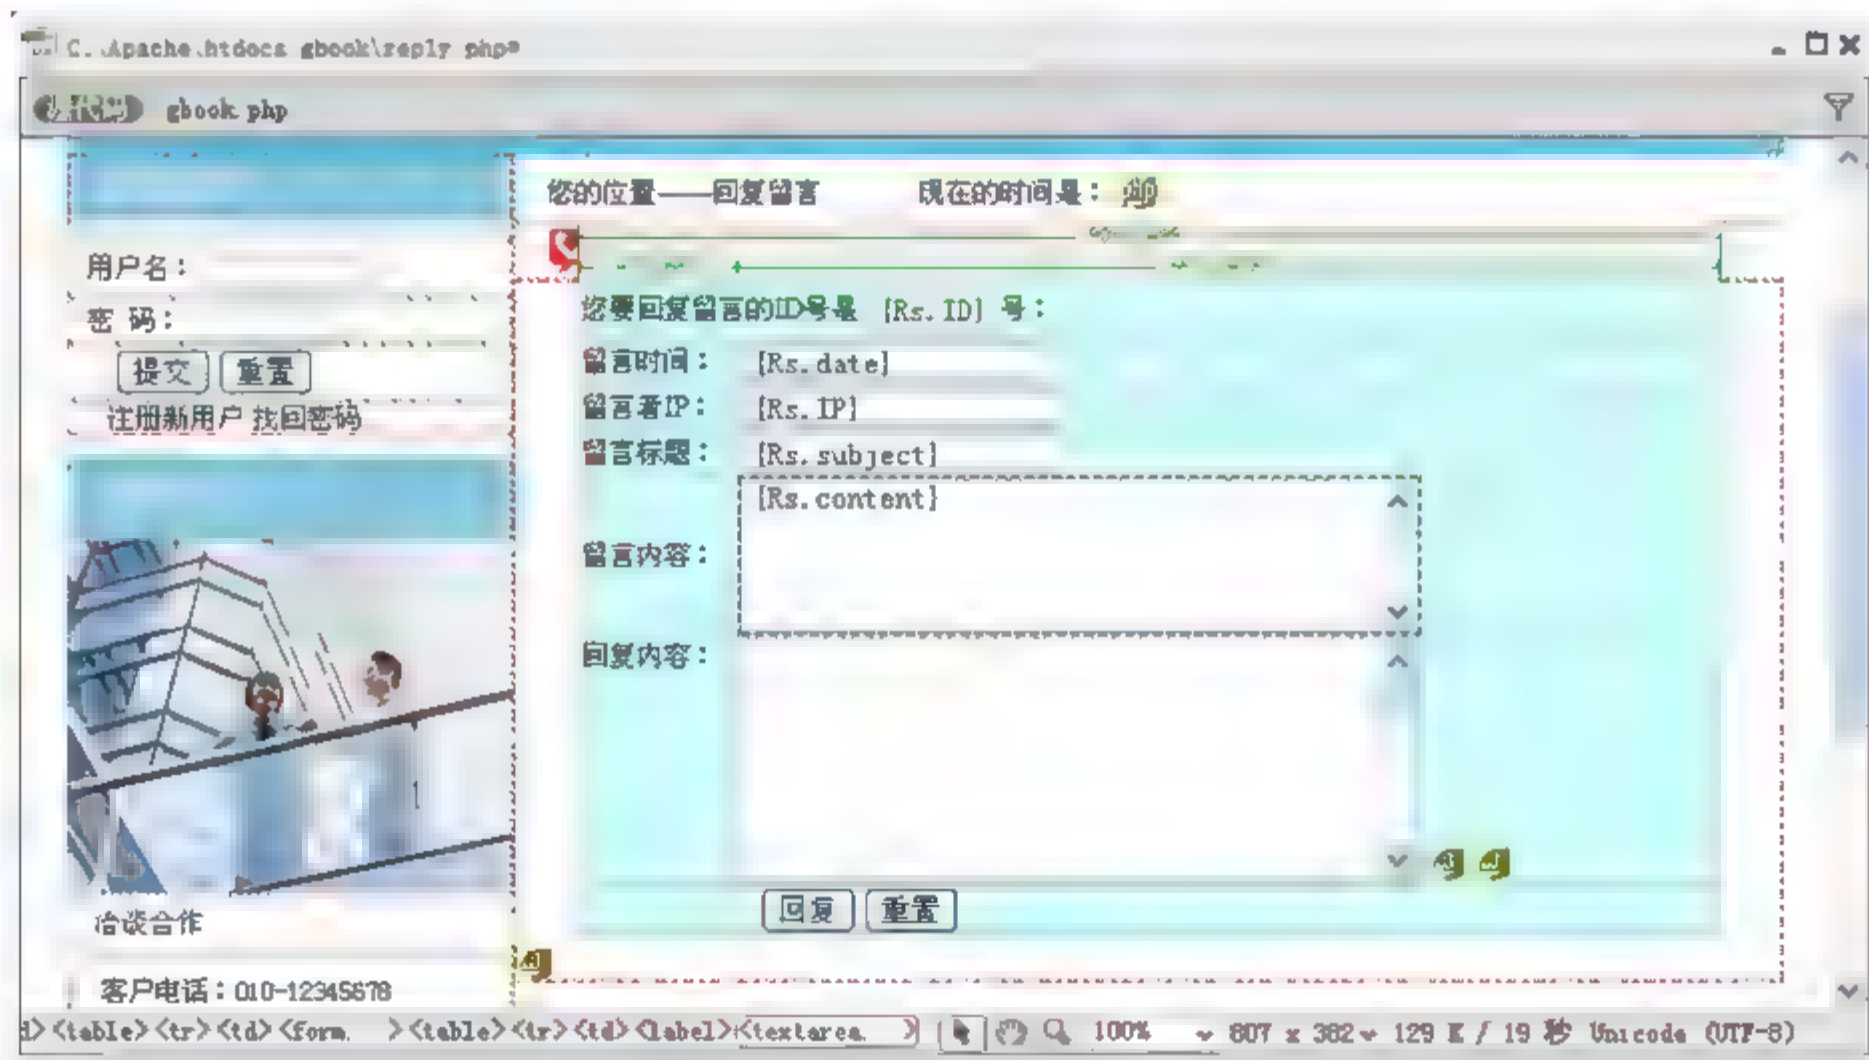 C:\Apache\htdocs\gbook\reply.php*
源代码 gbook.php
您的位置——回复留言 现在的时间是：
用户名：
密 码：
提交 重置
注册新用户 找回密码
您要回复留言的ID号是 {Rs.ID} 号：
留言时间： {Rs.date}
留言者IP： {Rs.IP}
留言标题： {Rs.subject}
留言内容： {Rs.content}
回复内容：
回复 重置
洽谈合作
客户电话：010-12345678
d><table><tr><td><form. ><table><tr><td><label><textarea. > 100% 807 x 382 129 K / 19 秒 Unicode (UTF-8)